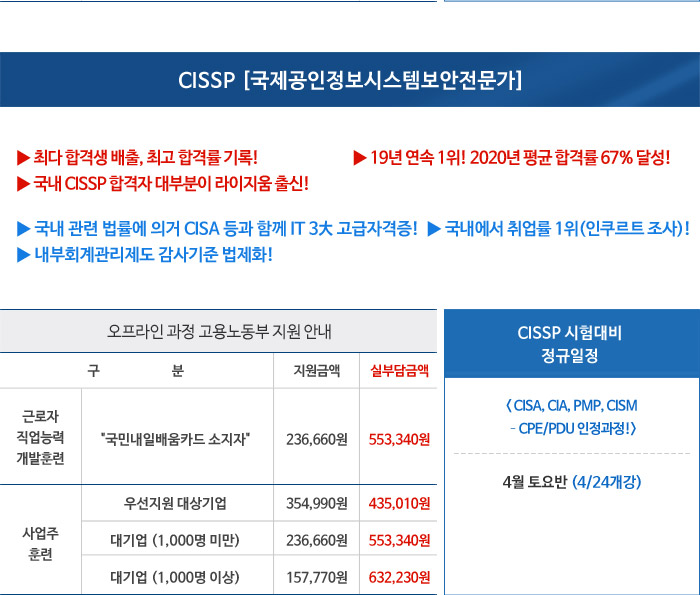 CISSP [국제공인정보시스템보안전문가]
▶ 최다 합격생 배출, 최고 합격률 기록!
▶ 19년 연속 1위! 2020년 평균 합격률 67% 달성!
▶ 국내 CISSP 합격자 대부분이 라이지움 출신!
▶ 국내 관련 법률에 의거 CISA 등과 함께 IT 3大 고급자격증!
▶ 국내에서 취업률 1위(인쿠르트 조사)!
▶ 내부회계관리제도 감사기준 법제화!
오프라인 과정 고용노동부 지원 안내
구 분 지원금액 실부담금액
근로자
직업능력
개발훈련
"국민내일배움카드 소지자" 236,660원 553,340원
사업주
훈련
우선지원 대상기업 354,990원 435,010원
대기업 (1,000명 미만) 236,660원 553,340원
대기업 (1,000명 이상) 157,770원 632,230원
CISSP 시험대비
정규일정
< CISA, CIA, PMP, CISM
- CPE/PDU 인정과정!>
4월 토요반 (4/24개강)